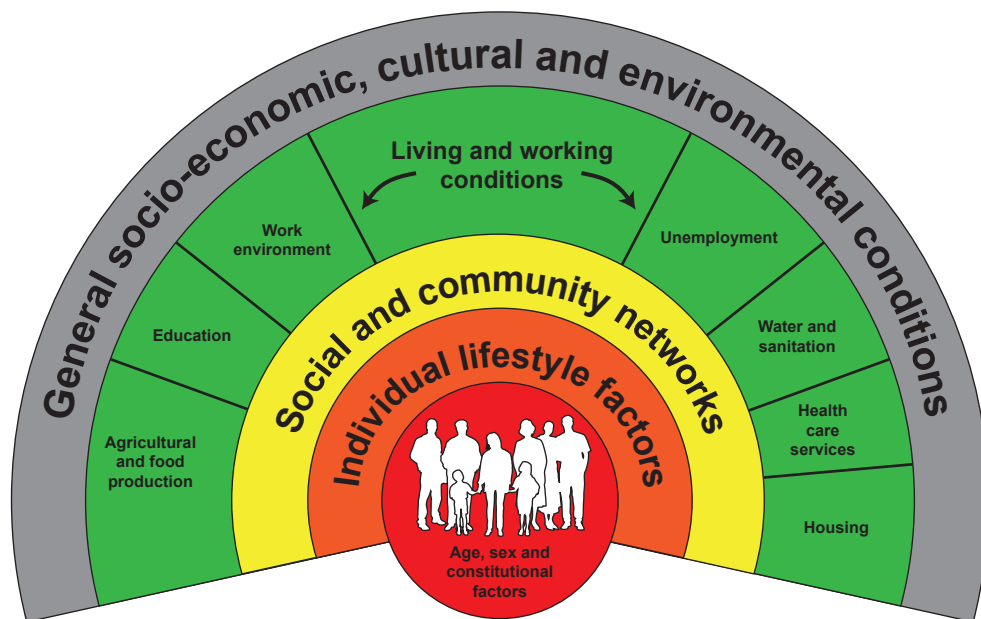 General socio-economic, cultural and environmental conditions
Living and working
conditions
Work
environment
Unemployment
Education
Water and
sanitation
Agricultural
and food
production
Health
care
services
Housing
Social and community networks
Individual lifestyle factors
Age, sex and
constitutional
factors